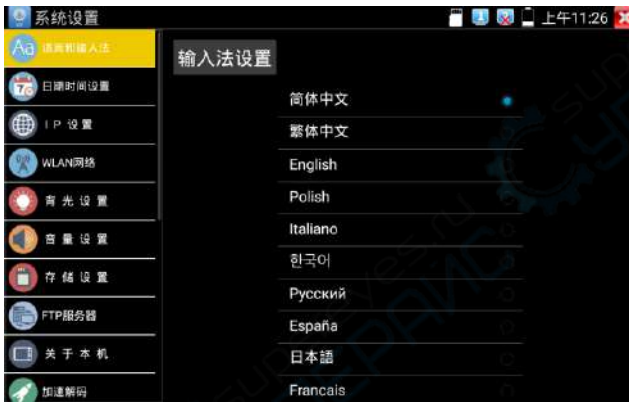 系统设置
上午11:26
语言和输入法
日期时间设置
IP 设置
WLAN网络
背光设置
音量设置
存储设置
FTP服务器
关于本机
加速解码
输入法设置
简体中文
繁体中文
English
Polish
Italiano
한국어
Русский
España
日本語
Francais